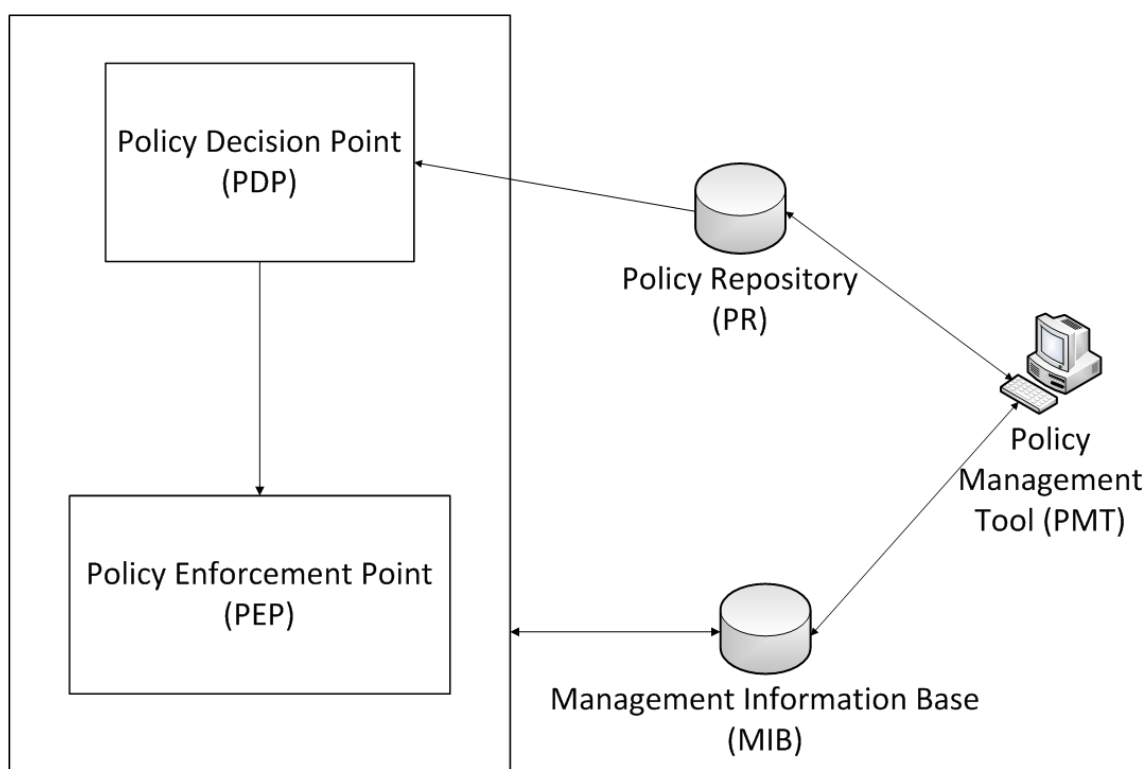 Policy Decision Point
(PDP)
Policy Repository
(PR)
Policy
Management
Tool (PMT)
Policy Enforcement Point
(PEP)
Management Information Base
(MIB)